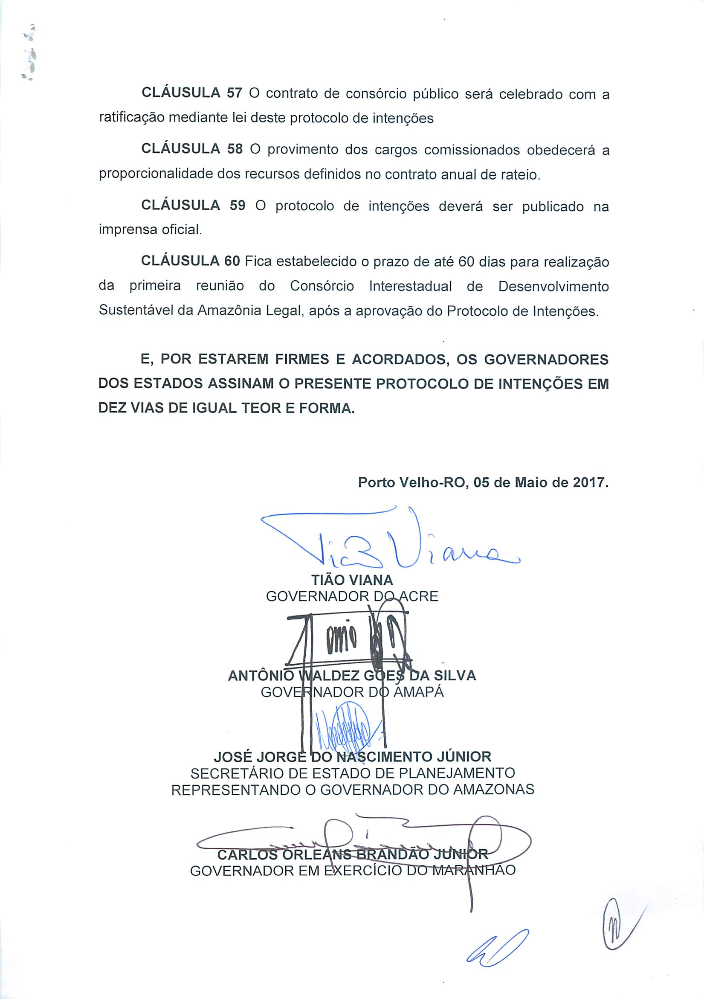 CLÁUSULA 57 O contrato de consórcio público será celebrado com a
ratificação mediante lei deste protocolo de intenções
CLÁUSULA 58 O provimento dos cargos comissionados obedecerá a
proporcionalidade dos recursos definidos no contrato anual de rateio.
CLÁUSULA 59 O protocolo de intenções deverá ser publicado na
imprensa oficial.
CLÁUSULA 60 Fica estabelecido o prazo de até 60 dias para realização
da primeira reunião do Consórcio Interestadual de Desenvolvimento
Sustentável da Amazônia Legal, após a aprovação do Protocolo de Intenções.
E, POR ESTAREM FIRMES E ACORDADOS, OS GOVERNADORES
DOS ESTADOS ASSINAM O PRESENTE PROTOCOLO DE INTENÇÕES EM
DEZ VIAS DE IGUAL TEOR E FORMA.
Porto Velho-RO, 05 de Maio de 2017.
Tião Viana
TIÃO VIANA
GOVERNADOR DO ACRE
ANTÔNIO WALDEZ GÓES DA SILVA
GOVERNADOR DO AMAPÁ
JOSÉ JORGE DO NASCIMENTO JÚNIOR
SECRETÁRIO DE ESTADO DE PLANEJAMENTO
REPRESENTANDO O GOVERNADOR DO AMAZONAS
CARLOS ORLEANS BRANDÃO JUNIOR
GOVERNADOR EM EXERCÍCIO DO MARANHÃO